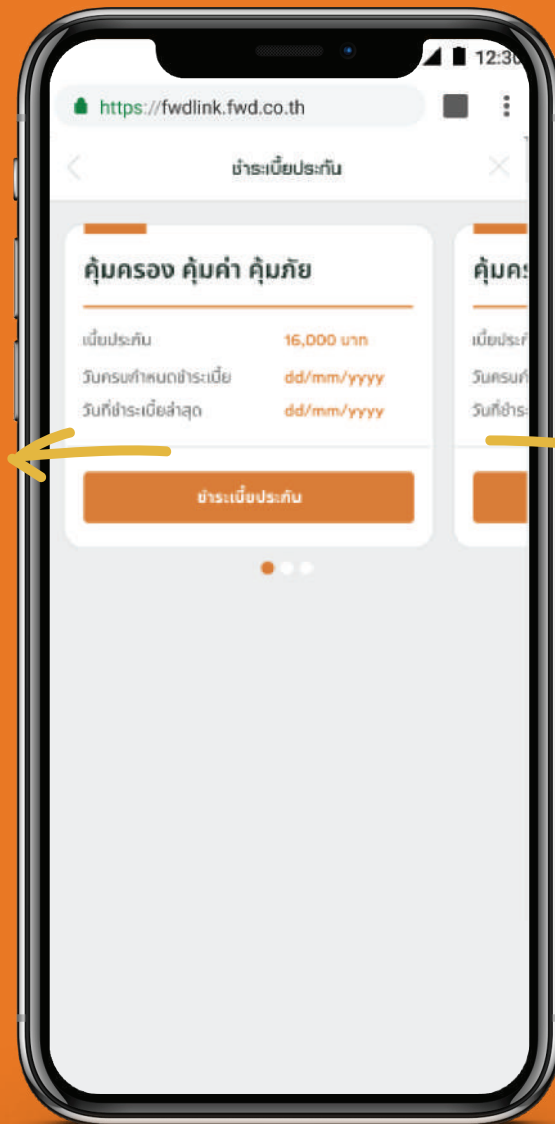 12:30
https://fwdlink.fwd.co.th
ชำระเบี้ยประกัน
คุ้มครอง คุ้มค่า คุ้มภัย
เบี้ยประกัน 16,000 บาท
วันครบกำหนดชำระเบี้ย dd/mm/yyyy
วันที่ชำระเบี้ยล่าสุด dd/mm/yyyy
ชำระเบี้ยประกัน